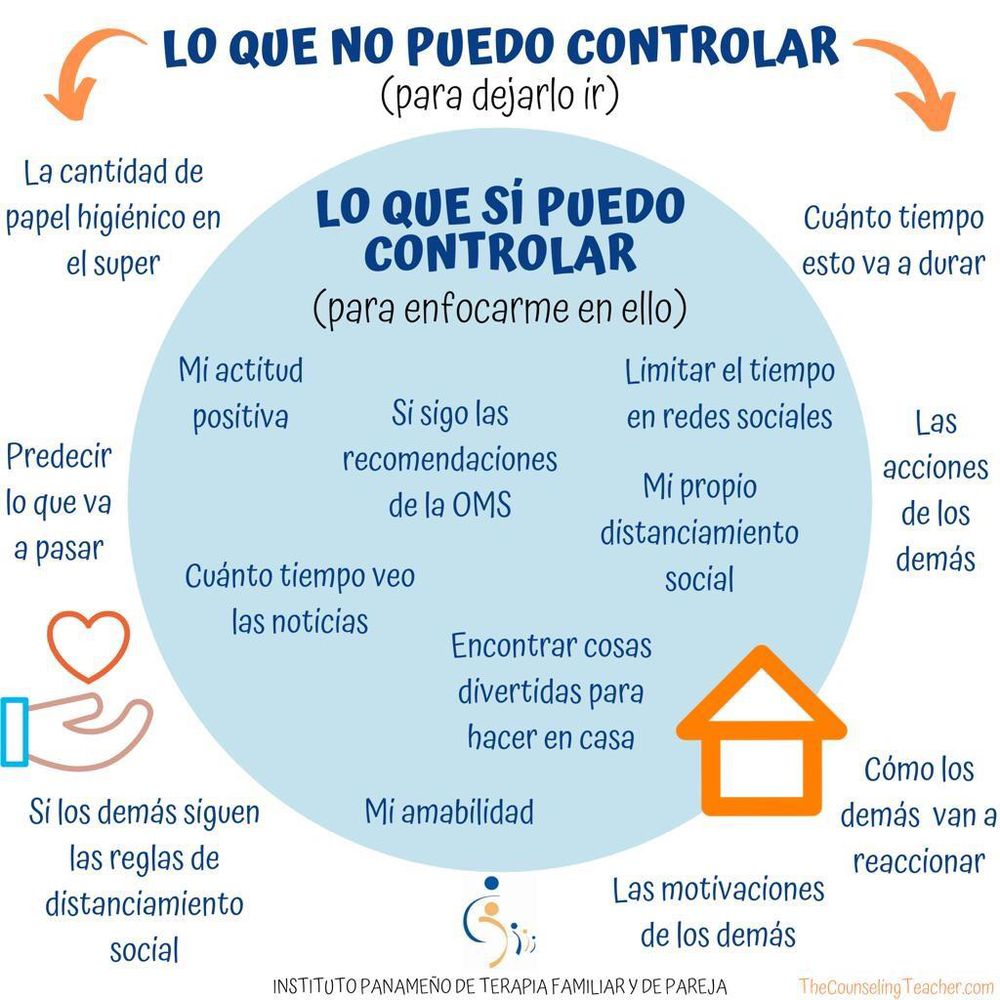 LO QUE NO PUEDO CONTROLAR
(para dejarlo ir)
La cantidad de
papel higiénico en
el super
Cuánto tiempo
esto va a durar
LO QUE SÍ PUEDO
CONTROLAR
(para enfocarme en ello)
Mi actitud
positiva
Si sigo las
recomendaciones
de la OMS
Limitar el tiempo
en redes sociales
Mi propio
distanciamiento
social
Predecir
lo que va
a pasar
Las
acciones
de los
demás
Cuánto tiempo veo
las noticias
Encontrar cosas
divertidas para
hacer en casa
Mi amabilidad
Si los demás siguen
las reglas de
distanciamiento
social
Cómo los
demás van a
reaccionar
Las motivaciones
de los demás
INSTITUTO PANAMEÑO DE TERAPIA FAMILIAR Y DE PAREJA
TheCounselingTeacher.com